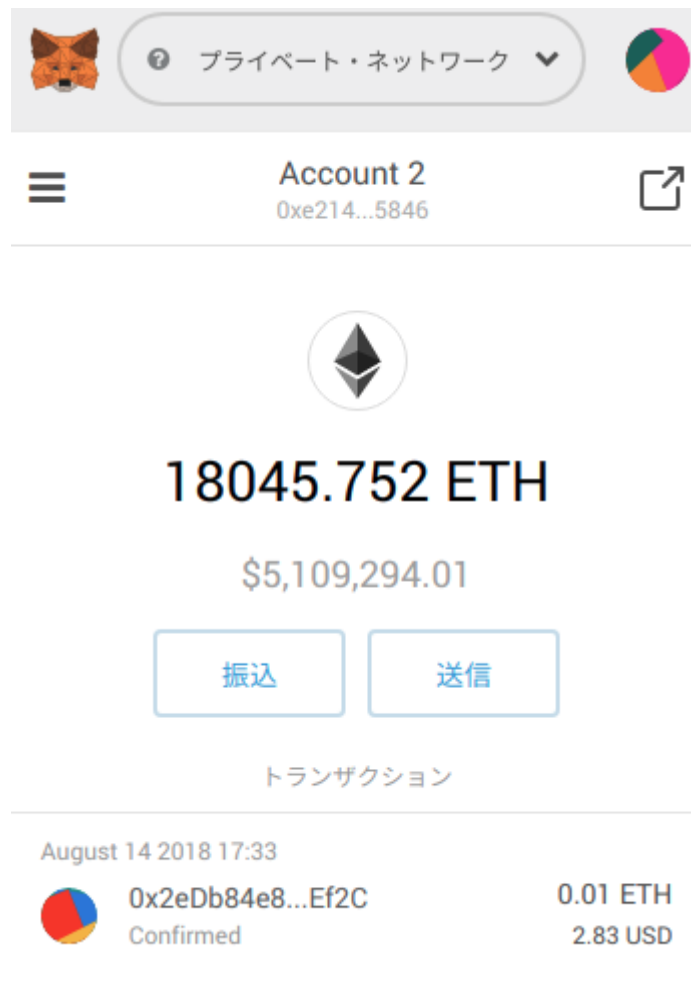 プライベート・ネットワーク
Account 2
0xe214...5846
18045.752 ETH
$5,109,294.01
振込
送信
トランザクション
August 14 2018 17:33
0x2eDb84e8...Ef2C
0.01 ETH
Confirmed
2.83 USD